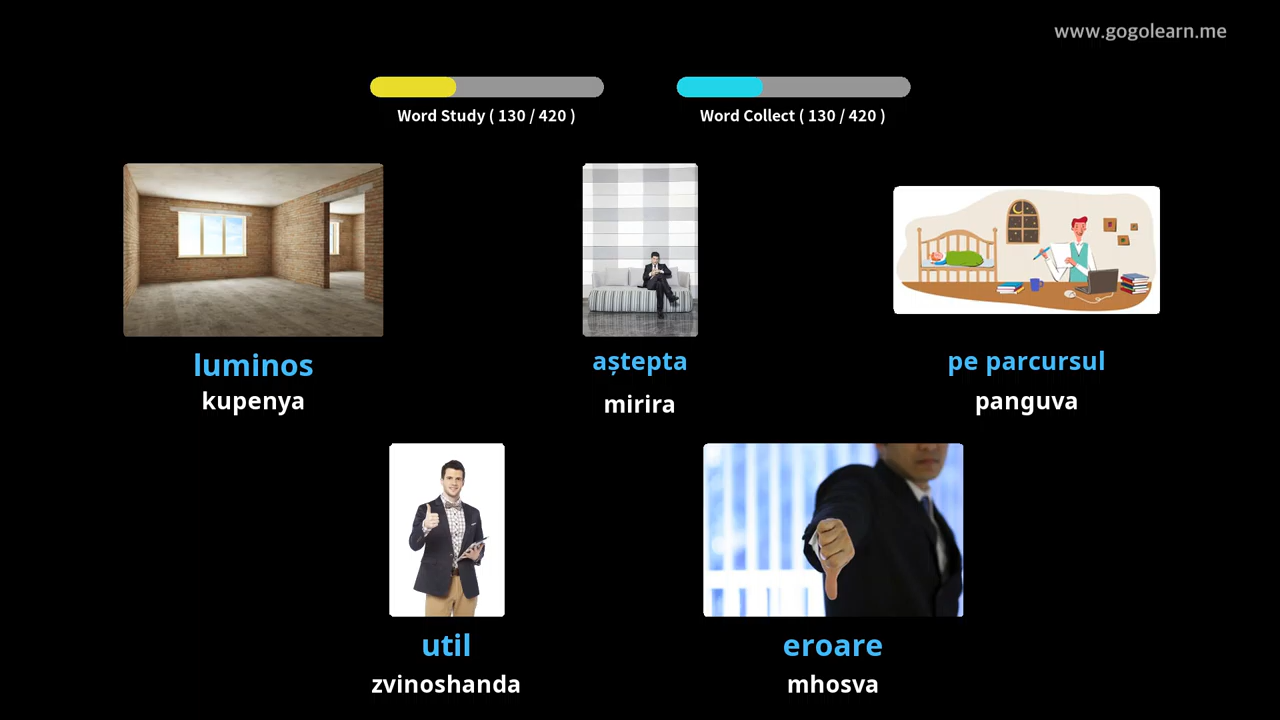 www.gogolearn.me
Word Study ( 130 / 420 )
Word Collect ( 130 / 420 )
luminos
kupenya
aștepta
mirira
pe parcursul
panguva
util
zvinoshanda
eroare
mhosva